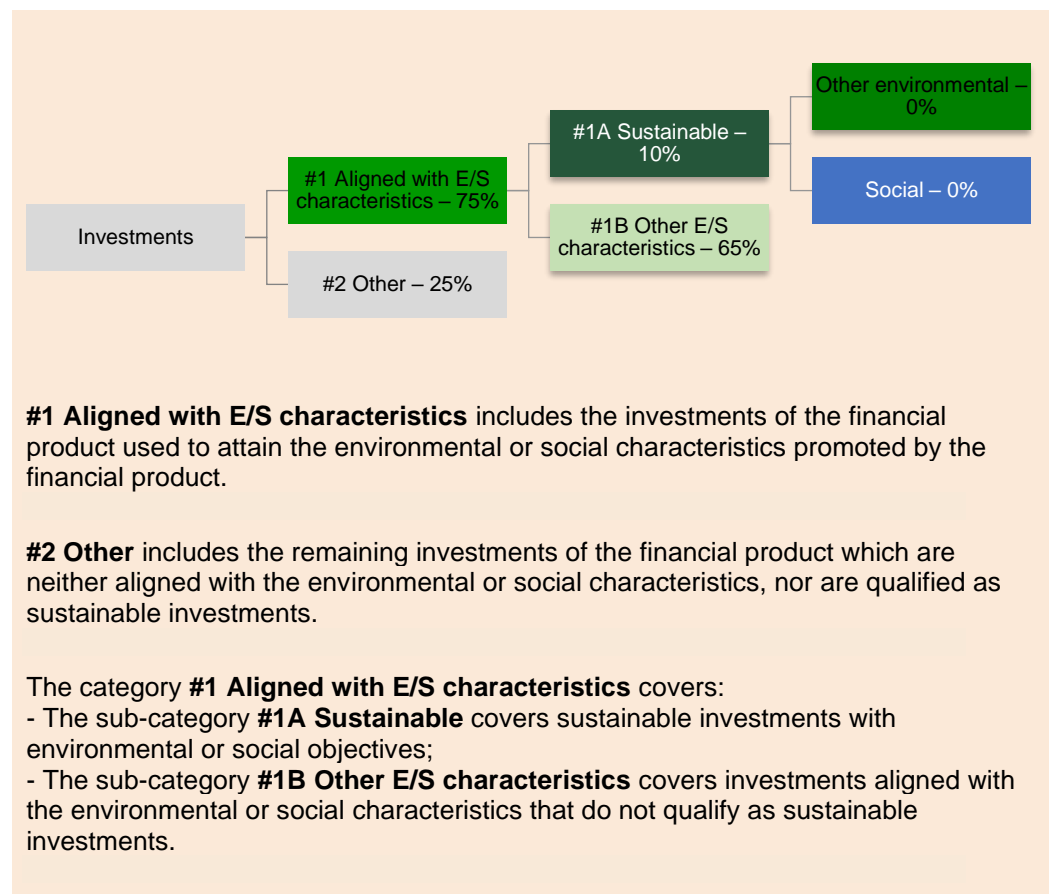 Other environmental –
0%
#1A Sustainable –
10%
#1 Aligned with E/S
characteristics – 75%
Social – 0%
Investments
#1B Other E/S
characteristics – 65%
#2 Other – 25%
#1 Aligned with E/S characteristics includes the investments of the financial
product used to attain the environmental or social characteristics promoted by the
financial product.
#2 Other includes the remaining investments of the financial product which are
neither aligned with the environmental or social characteristics, nor are qualified as
sustainable investments.
The category #1 Aligned with E/S characteristics covers:
- The sub-category #1A Sustainable covers sustainable investments with
environmental or social objectives;
- The sub-category #1B Other E/S characteristics covers investments aligned with
the environmental or social characteristics that do not qualify as sustainable
investments.